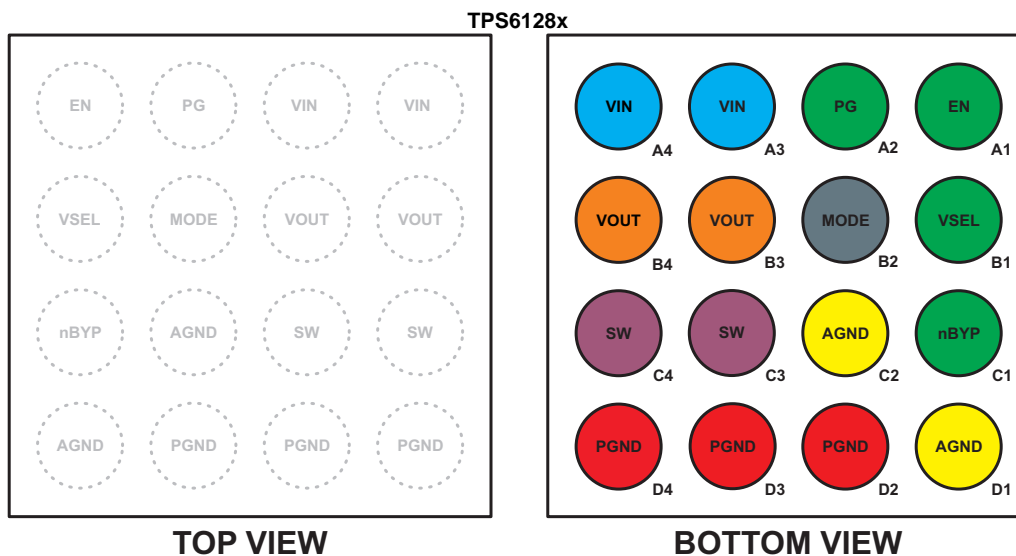 TPS6128x
EN PG VIN VIN
VSEL MODE VOUT VOUT
nBYP AGND SW SW
AGND PGND PGND PGND
TOP VIEW
VIN VIN PG EN
A4 A3 A2 A1
VOUT VOUT MODE VSEL
B4 B3 B2 B1
SW SW AGND nBYP
C4 C3 C2 C1
PGND PGND PGND AGND
D4 D3 D2 D1
BOTTOM VIEW